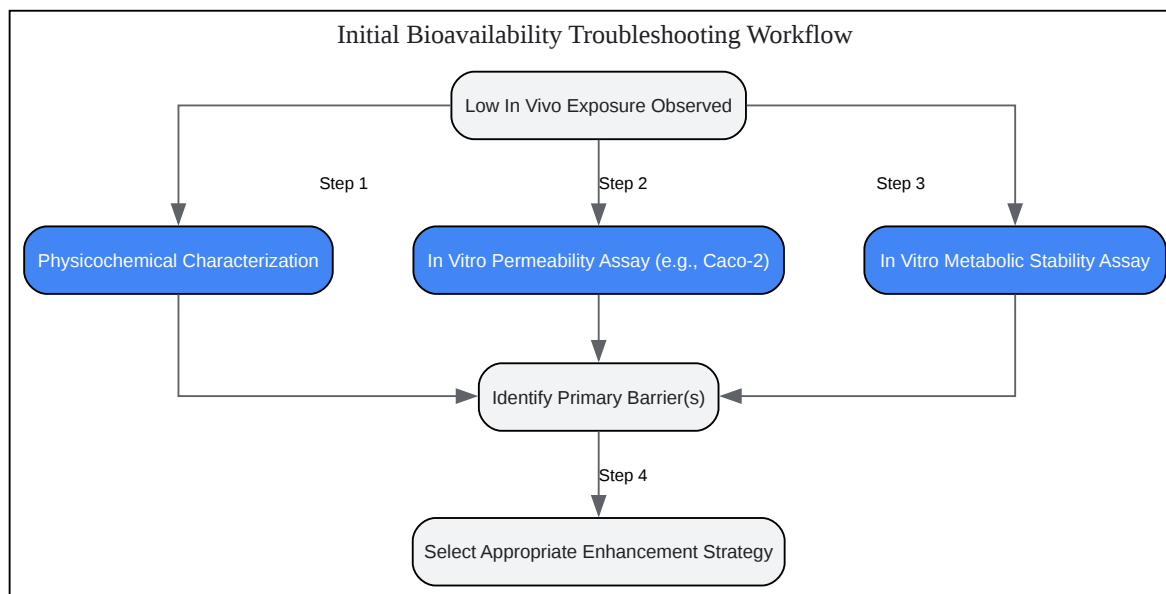 Initial Bioavailability Troubleshooting Workflow
Low In Vivo Exposure Observed
Step 1
Step 2
Step 3
Physicochemical Characterization
In Vitro Permeability Assay (e.g., Caco-2)
In Vitro Metabolic Stability Assay
Identify Primary Barrier(s)
Step 4
Select Appropriate Enhancement Strategy